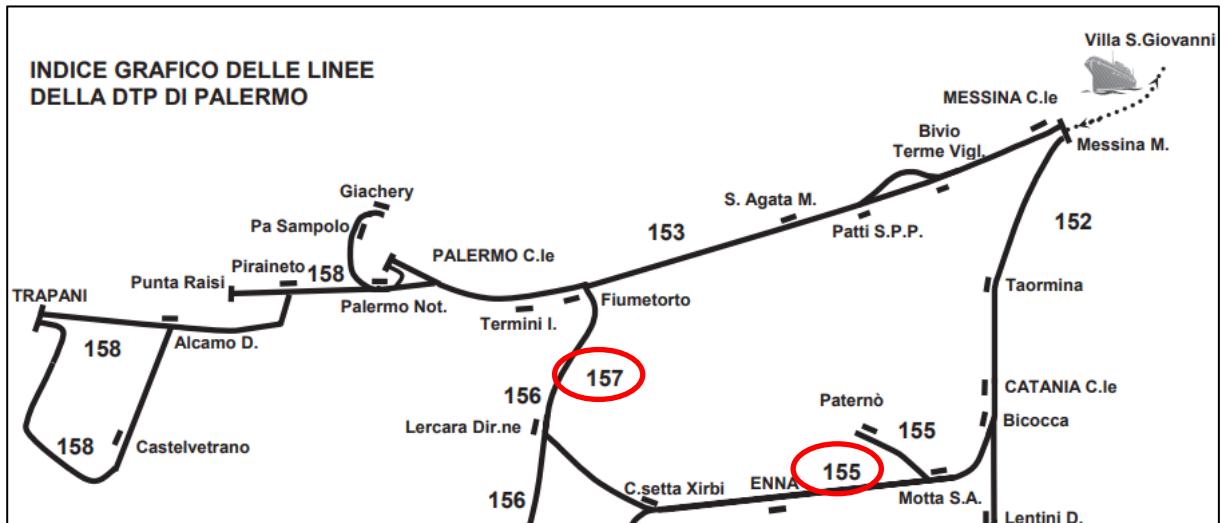 Villa S.Giovanni
INDICE GRAFICO DELLE LINEE
DELLA DTP DI PALERMO
MESSINA C.le
Bivio
Terme Vigl.
Messina M.
Giachery
S. Agata M.
Pa Sampolo
153
Patti S.P.P.
152
PALERMO C.le
Piraineto
158
Punta Raisi
TRAPANI
Palermo Not.
Fiumetorto
Taormina
Termini I.
Alcamo D.
158
157
156
CATANIA C.le
Paternò
Lercara Dir.ne
155
Bicocca
158
Castelvetrano
155
ENNA
C.setta Xirbi
Motta S.A.
156
Lentini D.